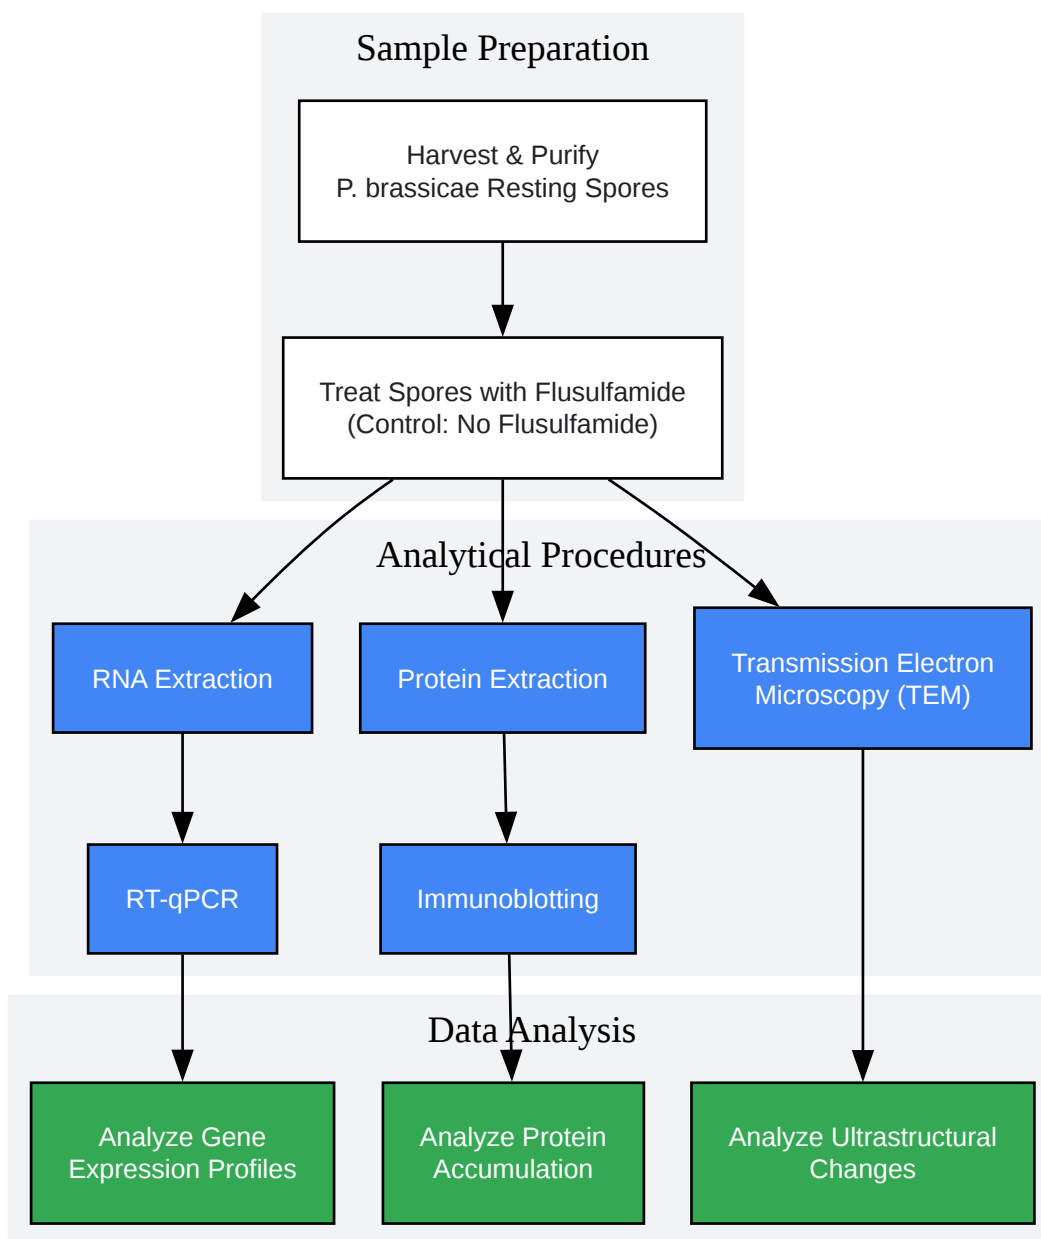 Sample Preparation
Harvest & Purify
P. brassicae Resting Spores
Treat Spores with Flusulfamide
(Control: No Flusulfamide)
Analytical Procedures
RNA Extraction
Protein Extraction
Transmission Electron
Microscopy (TEM)
RT-qPCR
Immunoblotting
Data Analysis
Analyze Gene
Expression Profiles
Analyze Protein
Accumulation
Analyze Ultrastructural
Changes